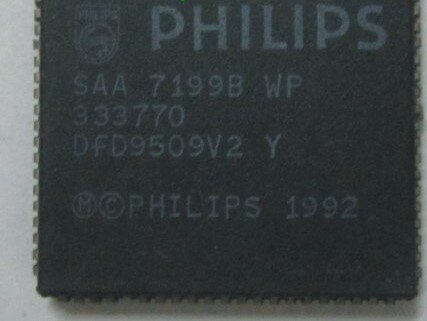 PHILIPS
SAA 7199B WP
333770
DfD9509V2 Y
ⓂⒸPHILIPS 1992